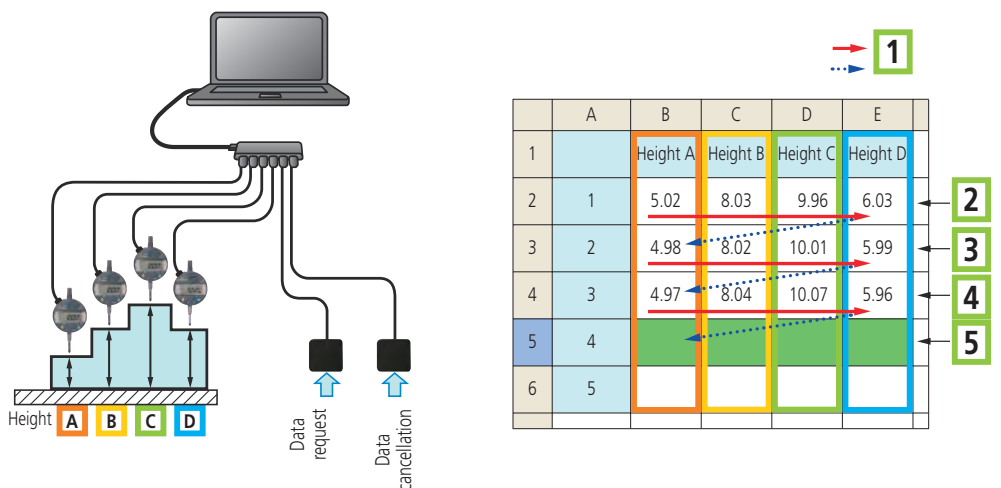 1
A B C D E
1 Height A Height B Height C Height D
2 1 5.02 8.03 9.96 6.03 2
3 2 4.98 8.02 10.01 5.99 3
4 3 4.97 8.04 10.07 5.96 4
5 4 5
6 5
Height A B C D
Data
request
Data
cancellation